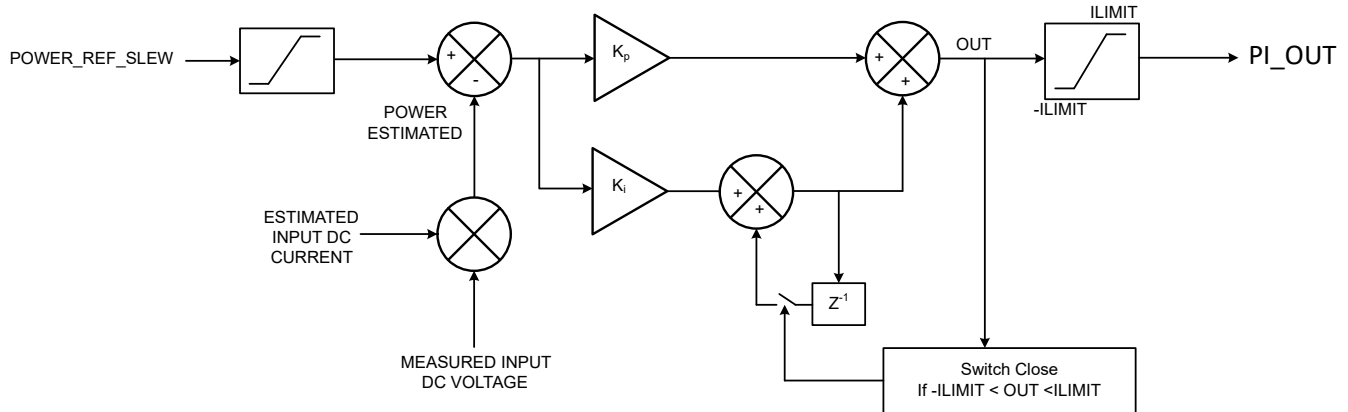 ILIMIT
POWER_REF_SLEW
+
-
Kp
+
+
OUT
PI_OUT
-ILIMIT
POWER
ESTIMATED
Ki
+
+
ESTIMATED
INPUT DC
CURRENT
Z-1
MEASURED INPUT
DC VOLTAGE
Switch Close
If -ILIMIT < OUT <ILIMIT